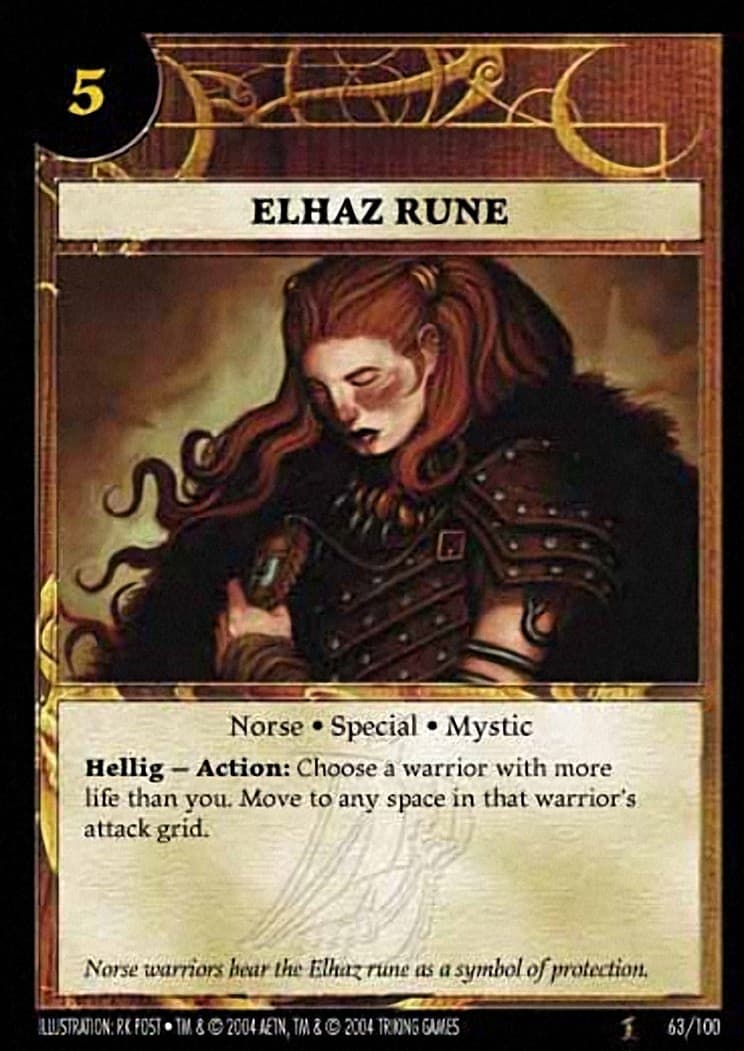 5
ELHAZ RUNE
Norse • Special • Mystic
Hellig – Action: Choose a warrior with more
life than you. Move to any space in that warrior's
attack grid.
Norse warriors bear the Elhaz rune as a symbol of protection.
ILLUSTRATION: RK POST • TM & © 2004 AETN, TM & © 2004 TRIKING GAMES
63/100